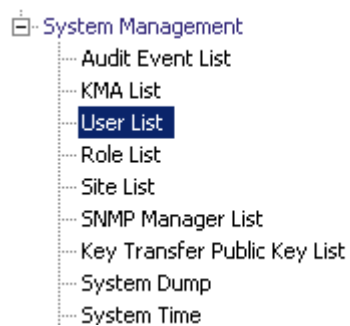 System Management
Audit Event List
KMA List
User List
Role List
Site List
SNMP Manager List
Key Transfer Public Key List
System Dump
System Time